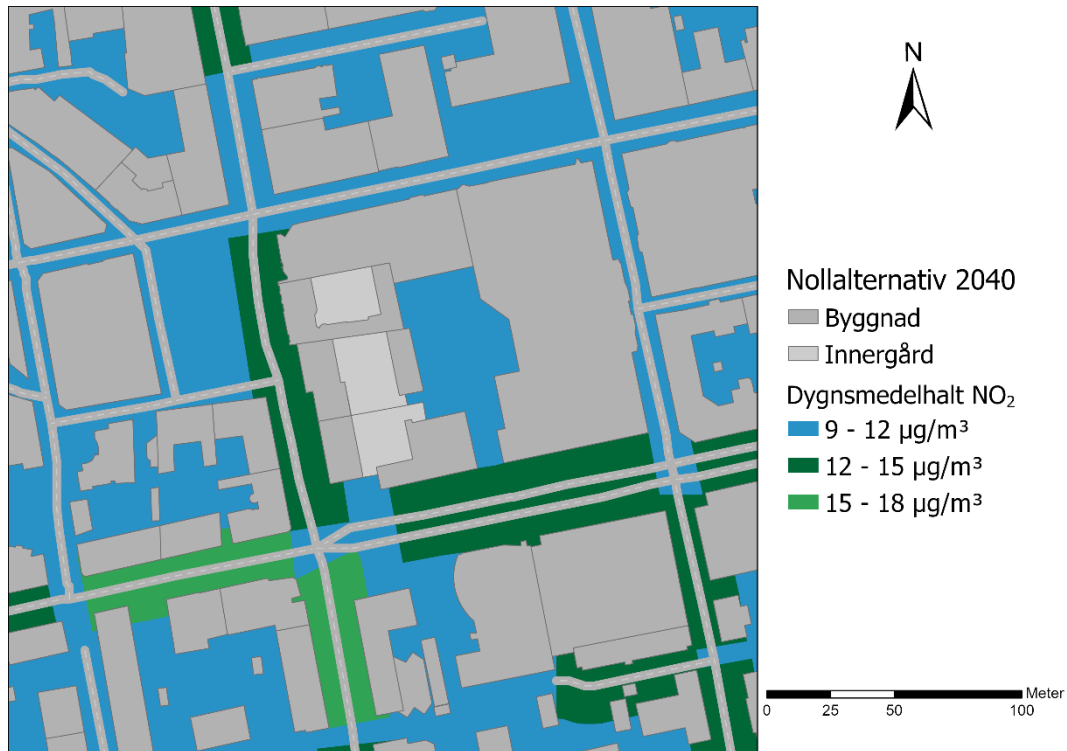 N
Nollalternativ 2040
Byggnad
Innergård
Dygnsmedelhalt NO₂
9 - 12 µg/m³
12 - 15 µg/m³
15 - 18 µg/m³
Meter
0 25 50 100